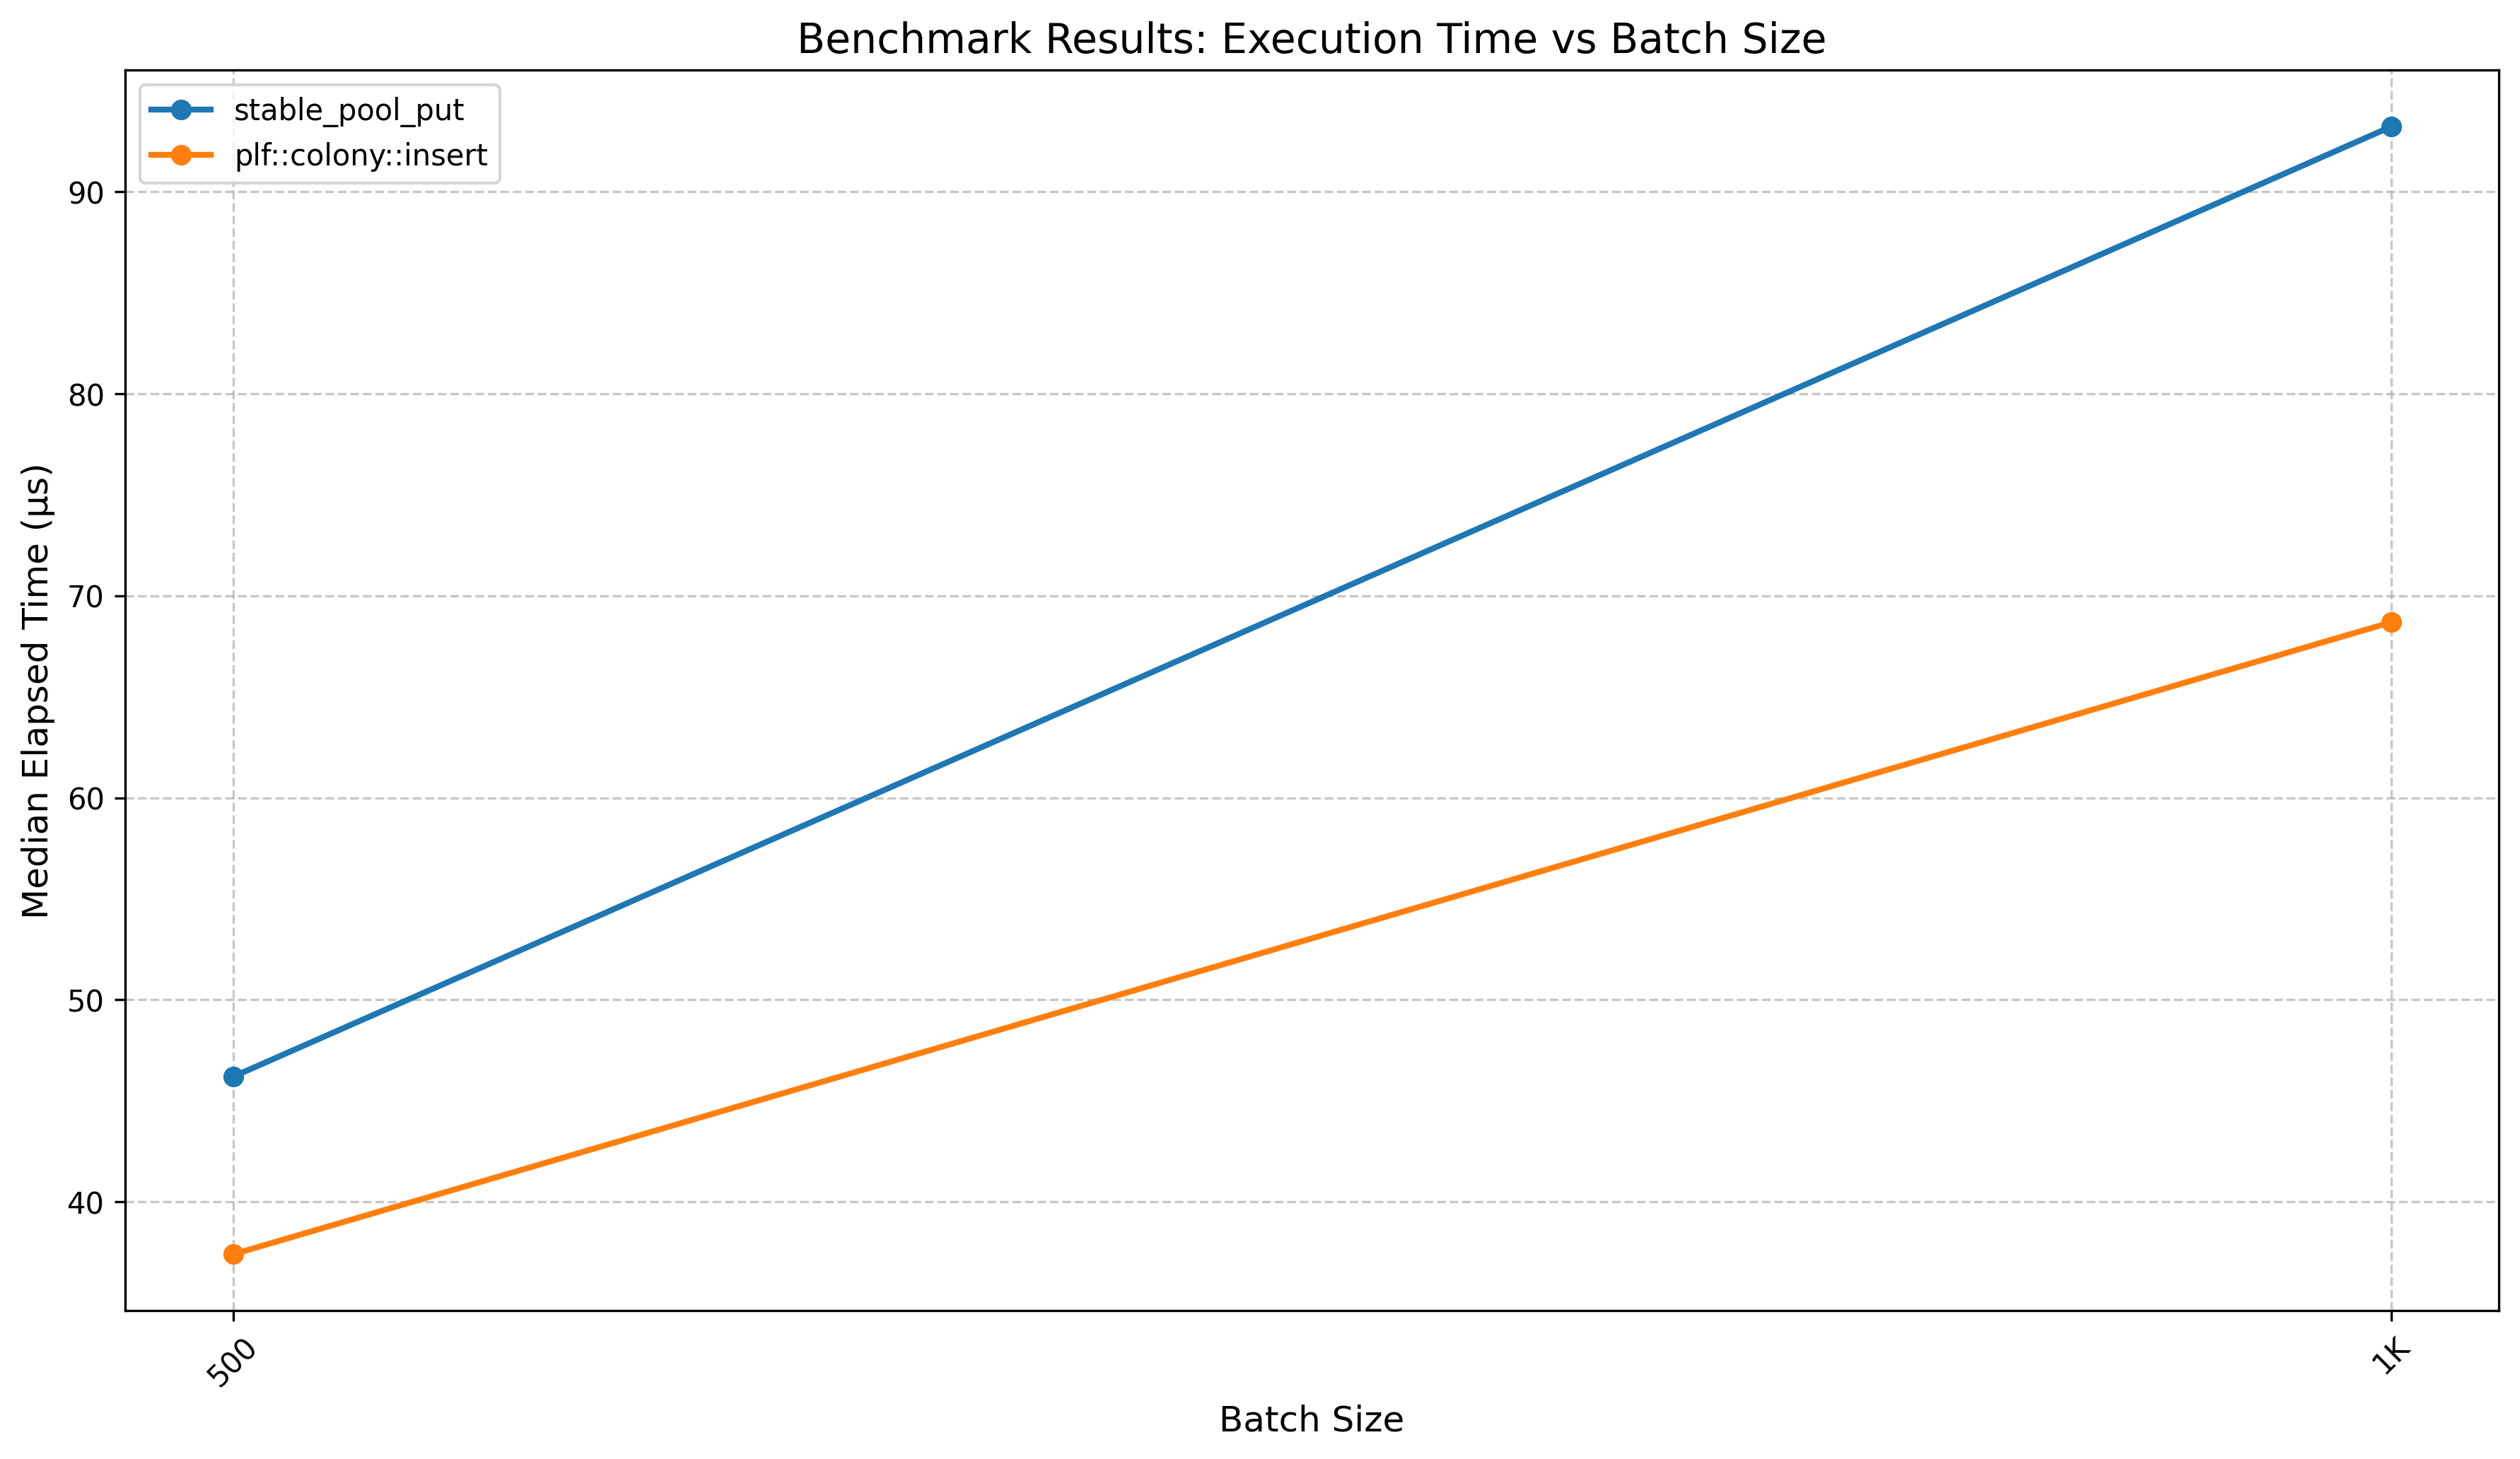 Benchmark Results: Execution Time vs Batch Size
stable_pool_put
plf::colony::insert
90
80
70
60
50
40
Median Elapsed Time (µs)
500
1K
Batch Size